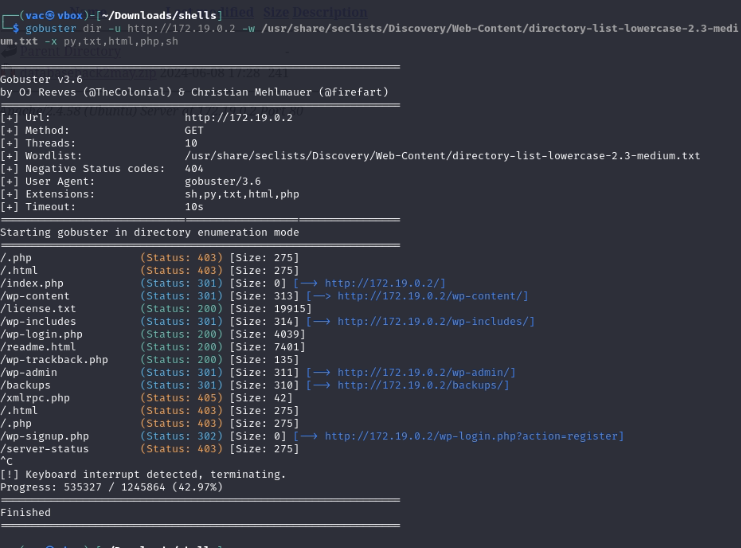 (vac㉿vbox)-[~/Downloads/shells]
$ gobuster dir -u http://172.19.0.2 -w /usr/share/seclists/Discovery/Web-Content/directory-list-lowercase-2.3-medi
um.txt -x py,txt,html,php,sh
2024-06-08 17:28 241
===============================================================
Gobuster v3.6
by OJ Reeves (@TheColonial) & Christian Mehlmauer (@firefart)
===============================================================
[+] Url: http://172.19.0.2
[+] Method: GET
[+] Threads: 10
[+] Wordlist: /usr/share/seclists/Discovery/Web-Content/directory-list-lowercase-2.3-medium.txt
[+] Negative Status codes: 404
[+] User Agent: gobuster/3.6
[+] Extensions: sh,py,txt,html,php
[+] Timeout: 10s
===============================================================
Starting gobuster in directory enumeration mode
===============================================================
/.php (Status: 403) [Size: 275]
/.html (Status: 403) [Size: 275]
/index.php (Status: 301) [Size: 0] [--> http://172.19.0.2/]
/wp-content (Status: 301) [Size: 313] [--> http://172.19.0.2/wp-content/]
/license.txt (Status: 200) [Size: 19915]
/wp-includes (Status: 301) [Size: 314] [--> http://172.19.0.2/wp-includes/]
/wp-login.php (Status: 200) [Size: 4039]
/readme.html (Status: 200) [Size: 7401]
/wp-trackback.php (Status: 200) [Size: 135]
/wp-admin (Status: 301) [Size: 311] [--> http://172.19.0.2/wp-admin/]
/backups (Status: 301) [Size: 310] [--> http://172.19.0.2/backups/]
/xmlrpc.php (Status: 405) [Size: 42]
/.html (Status: 403) [Size: 275]
/.php (Status: 403) [Size: 275]
/wp-signup.php (Status: 302) [Size: 0] [--> http://172.19.0.2/wp-login.php?action=register]
/server-status (Status: 403) [Size: 275]
^C
[!] Keyboard interrupt detected, terminating.
Progress: 535327 / 1245864 (42.97%)
===============================================================
Finished
===============================================================